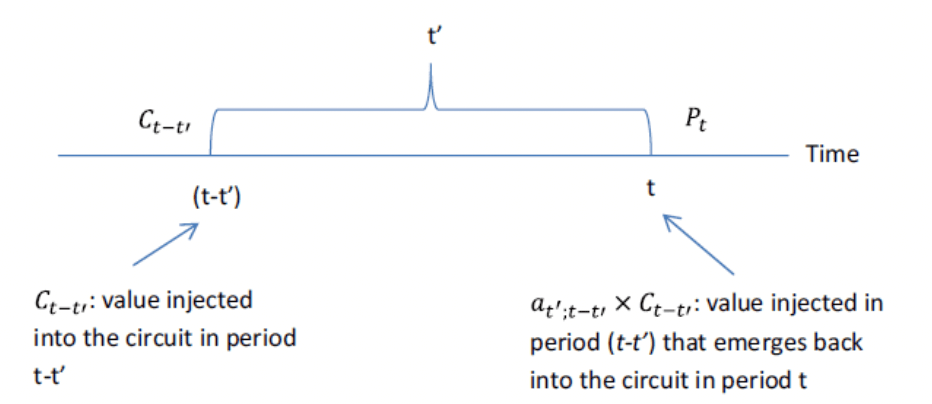 t′
C_{t−t′}
P_t
Time
(t-t′)
t
C_{t−t′}: value injected
into the circuit in period
t-t′
a_{t′;t−t′} × C_{t−t′}: value injected in
period (t-t′) that emerges back
into the circuit in period t